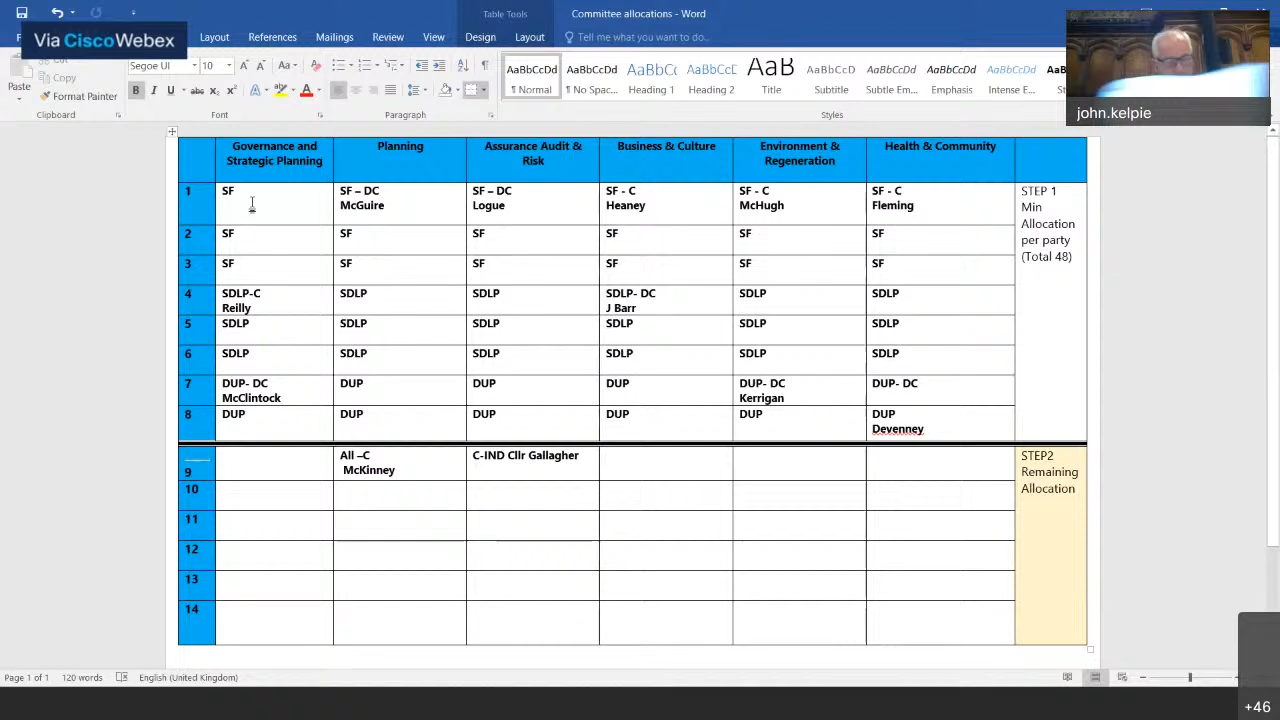 Table Tools
Committee allocations - Word
Via CiscoWebex
Layout
References
Mailings
Review
View
Design
Layout
Tell me what you want to do...
john.kelpie
Paste
Copy
Format Painter
Clipboard
Segoe UI
10
Font
AaBbCcDd
¶ Normal
AaBbCcDd
¶ No Spac...
AaBbC(
Heading 1
AaBbCcD
Heading 2
AaB
Title
AaBbCcD
Subtitle
AaBbCcDd
Subtle Em...
AaBbCcDd
Emphasis
AaBbCcDd
Intense E...
Styles
Governance and
Strategic Planning
Planning
Assurance Audit &
Risk
Business & Culture
Environment &
Regeneration
Health & Community
1
SF
SF – DC
McGuire
SF – DC
Logue
SF - C
Heaney
SF - C
McHugh
SF - C
Fleming
STEP 1
Min
Allocation
per party
(Total 48)
2
SF
SF
SF
SF
SF
SF
3
SF
SF
SF
SF
SF
SF
4
SDLP-C
Reilly
SDLP
SDLP
SDLP- DC
J Barr
SDLP
SDLP
5
SDLP
SDLP
SDLP
SDLP
SDLP
SDLP
6
SDLP
SDLP
SDLP
SDLP
SDLP
SDLP
7
DUP- DC
McClintock
DUP
DUP
DUP
DUP- DC
Kerrigan
DUP- DC
8
DUP
DUP
DUP
DUP
DUP
DUP
Devenney
9
All –C
McKinney
C-IND Cllr Gallagher
STEP2
Remaining
Allocation
10
11
12
13
14
Page 1 of 1
120 words
English (United Kingdom)
+46